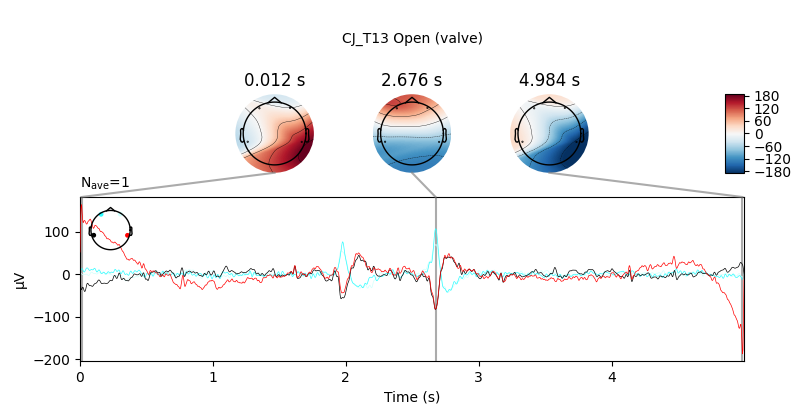 CJ_T13 Open (valve)
0.012 s 2.676 s 4.984 s
180
120
60
0
−60
−120
−180
Nave=1
100
0
−100
−200
µV
0 1 2 3 4
Time (s)